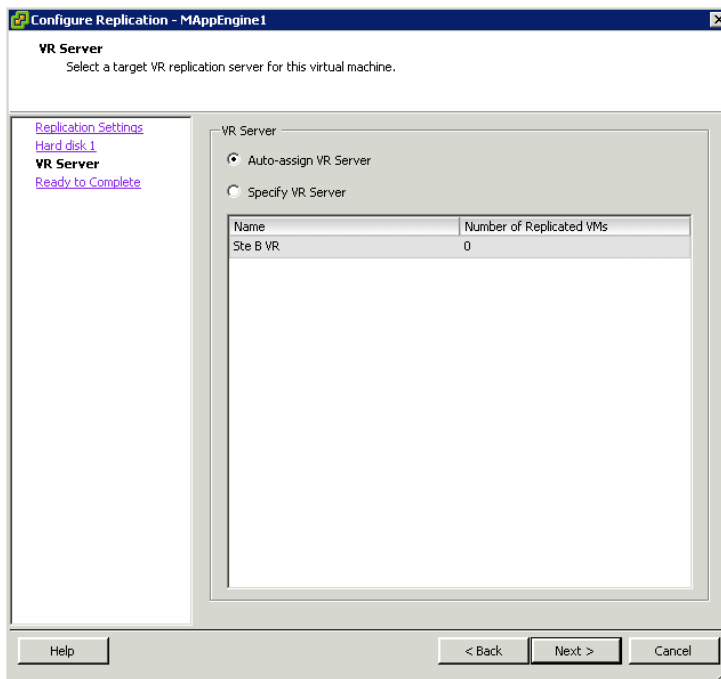 Configure Replication - MAppEngine1
VR Server
Select a target VR replication server for this virtual machine.
Replication Settings
Hard disk 1
VR Server
Ready to Complete
VR Server
Auto-assign VR Server
Specify VR Server
Name Number of Replicated VMs
Ste B VR 0
Help < Back Next > Cancel